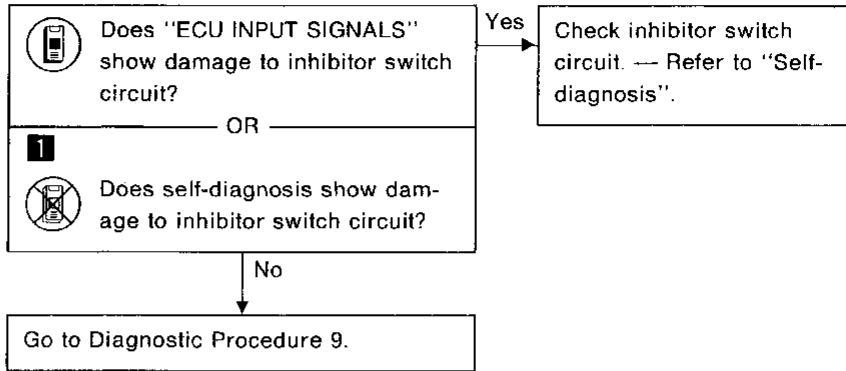 Does "ECU INPUT SIGNALS"
show damage to inhibitor switch
circuit?
OR
1
Does self-diagnosis show dam-
age to inhibitor switch circuit?
Yes
Check inhibitor switch
circuit. — Refer to "Self-
diagnosis".
No
Go to Diagnostic Procedure 9.